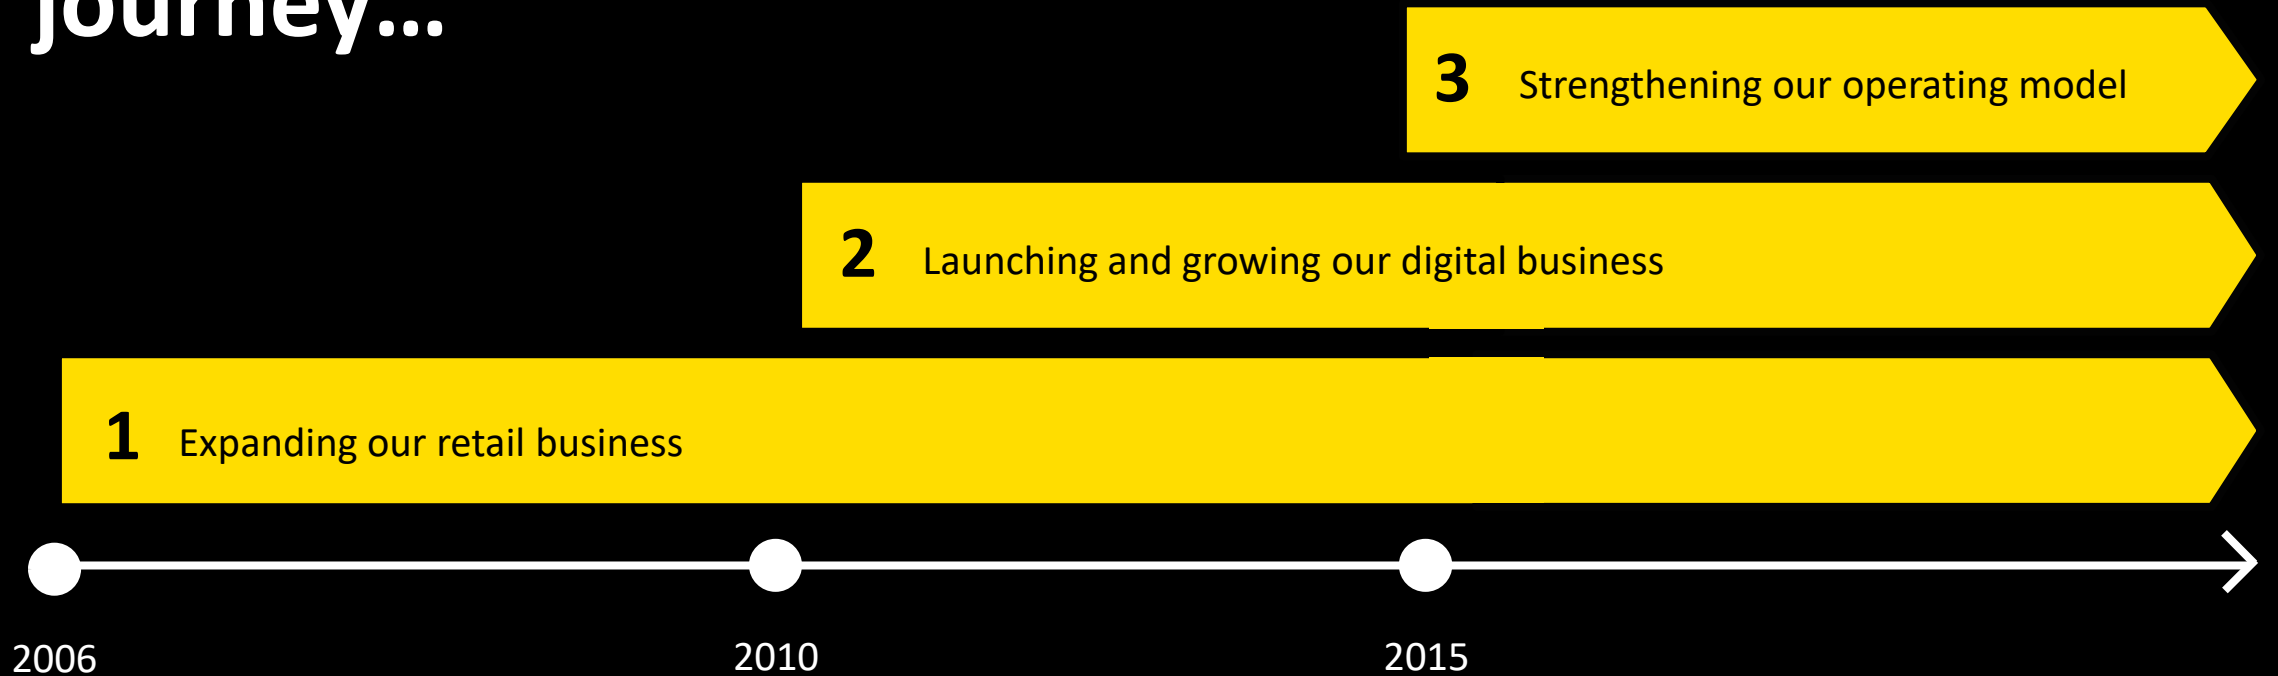 journey...
3 Strengthening our operating model
2 Launching and growing our digital business
1 Expanding our retail business
2006 2010 2015